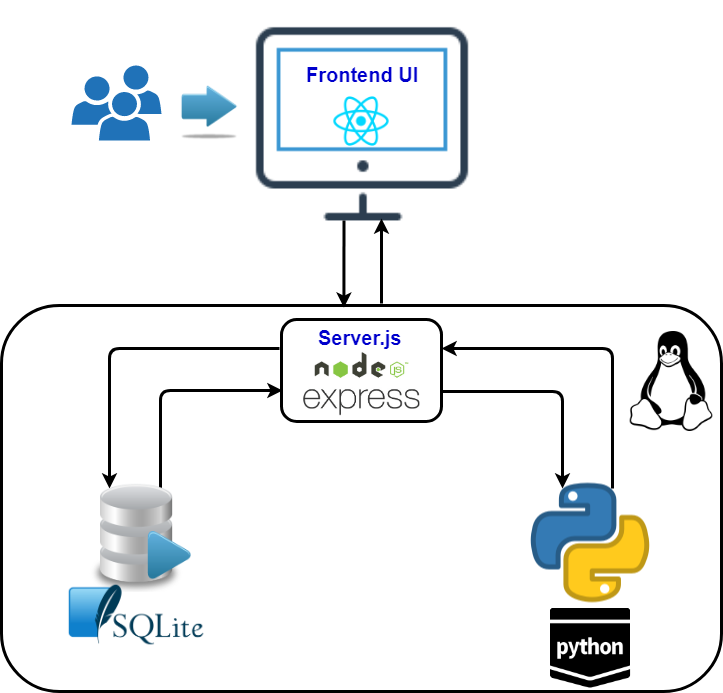 Frontend UI
Server.js
node
JS
express
SQLite
python